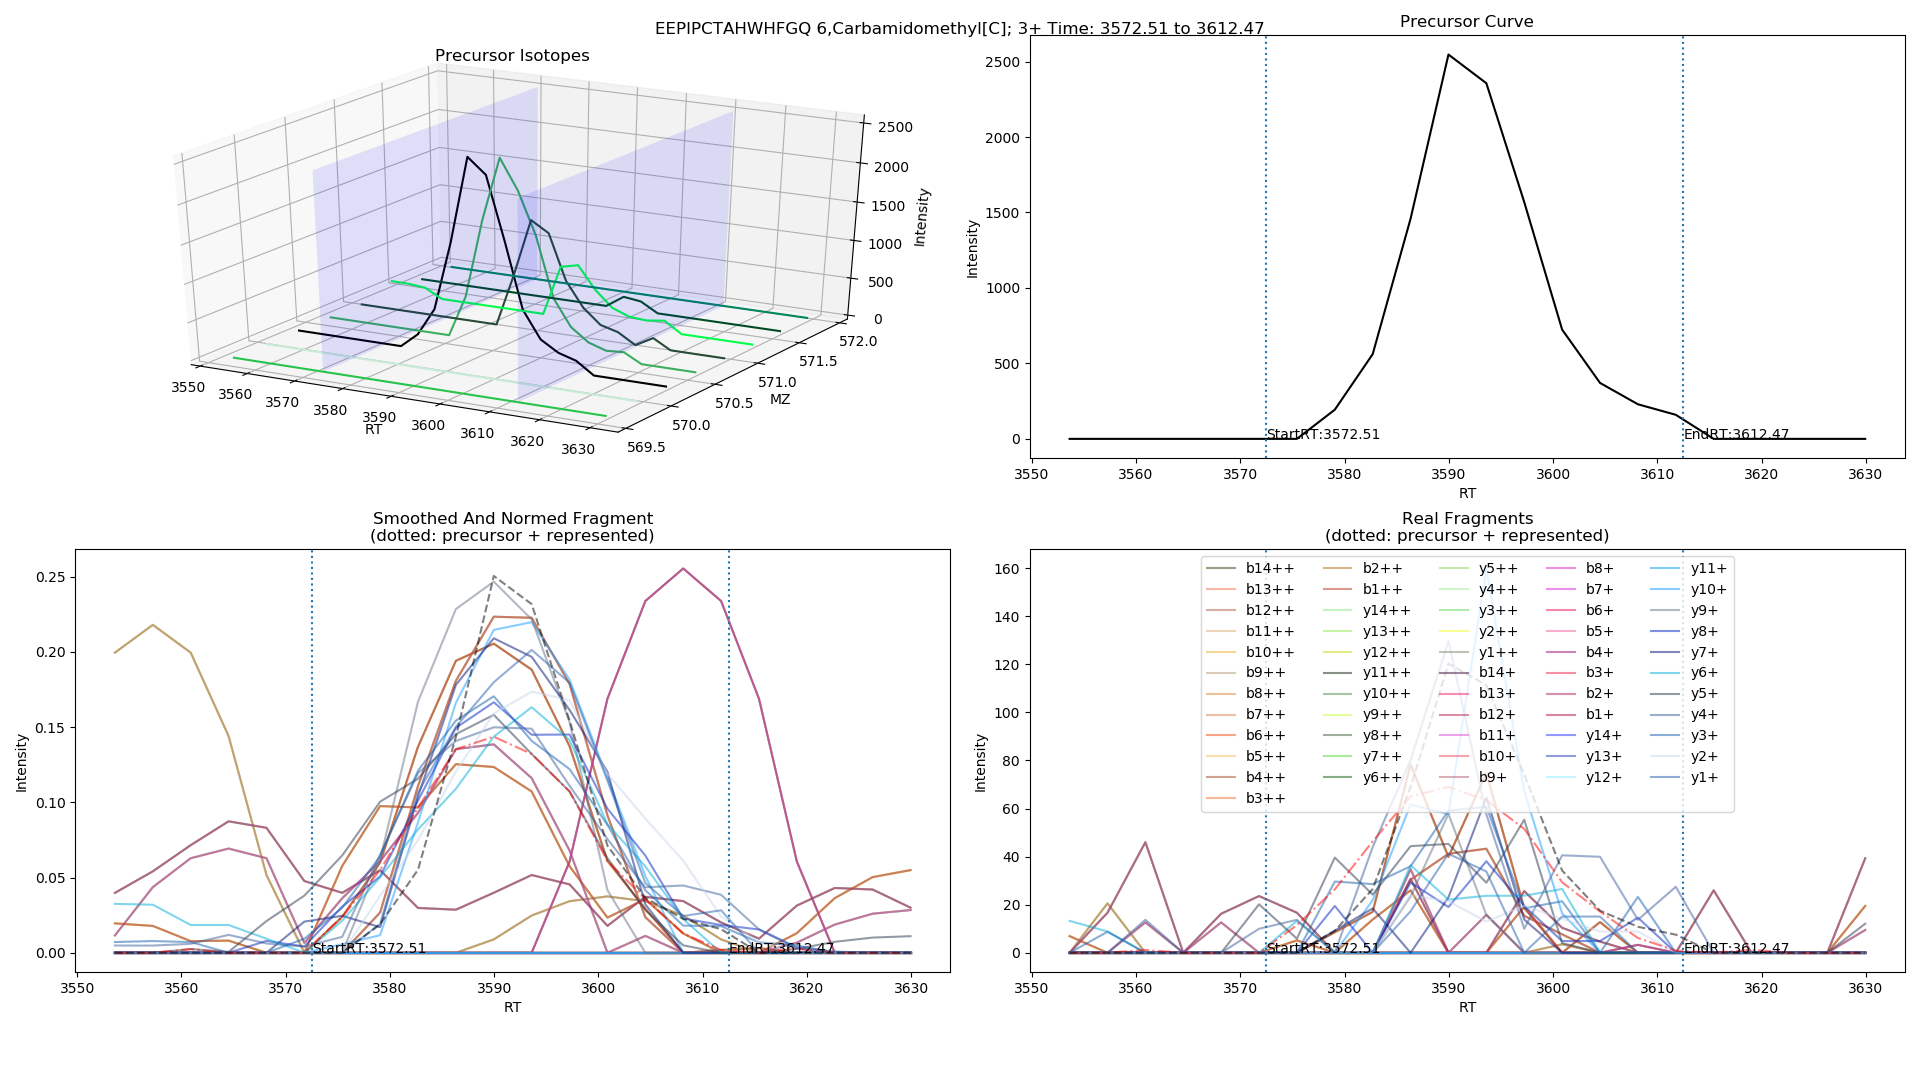 EEPIPCTAHWHFGQ 6,Carbamidomethyl[C]; 3+ Time: 3572.51 to 3612.47
Precursor Isotopes
2500
2000
1500
1000
500
0
Intensity
3550
3560
3570
3580
3590
3600
3610
3620
3630
RT
569.5
570.0
570.5
571.0
571.5
572.0
MZ
Precursor Curve
2500
2000
1500
1000
500
0
Intensity
StartRT:3572.51
EndRT:3612.47
3550 3560 3570 3580 3590 3600 3610 3620 3630
RT
Smoothed And Normed Fragment
(dotted: precursor + represented)
0.25
0.20
0.15
0.10
0.05
0.00
Intensity
StartRT:3572.51
EndRT:3612.47
3550 3560 3570 3580 3590 3600 3610 3620 3630
RT
Real Fragments
(dotted: precursor + represented)
160
140
120
100
80
60
40
20
0
Intensity
b14++
b13++
b12++
b11++
b10++
b9++
b8++
b7++
b6++
b5++
b4++
b3++
b2++
b1++
y14++
y13++
y12++
y11++
y10++
y9++
y8++
y7++
y6++
y5++
y4++
y3++
y2++
y1++
b14+
b13+
b12+
b11+
b10+
b9+
b8+
b7+
b6+
b5+
b4+
b3+
b2+
b1+
y14+
y13+
y12+
y11+
y10+
y9+
y8+
y7+
y6+
y5+
y4+
y3+
y2+
y1+
StartRT:3572.51
EndRT:3612.47
3550 3560 3570 3580 3590 3600 3610 3620 3630
RT